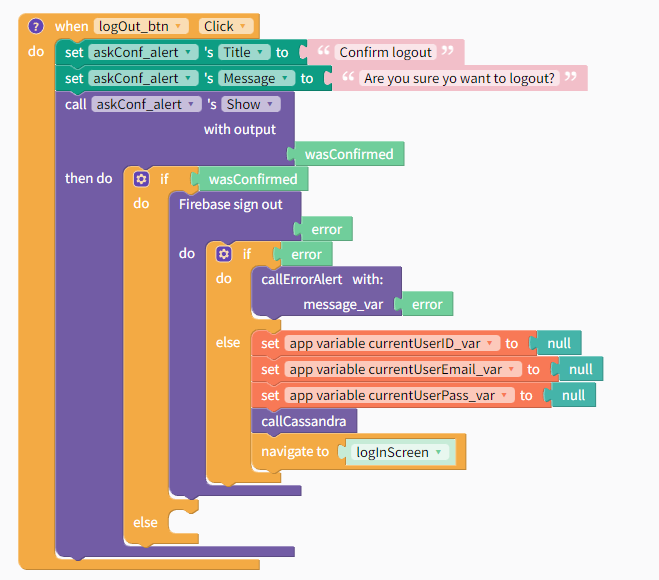 ? when logOut_btn Click
do set askConf_alert 's Title to “ Confirm logout ”
set askConf_alert 's Message to “ Are you sure yo want to logout? ”
call askConf_alert 's Show
with output
wasConfirmed
then do if wasConfirmed
do Firebase sign out
error
do if error
do callErrorAlert with:
message_var error
else set app variable currentUserID_var to null
set app variable currentUserEmail_var to null
set app variable currentUserPass_var to null
callCassandra
navigate to logInScreen
else